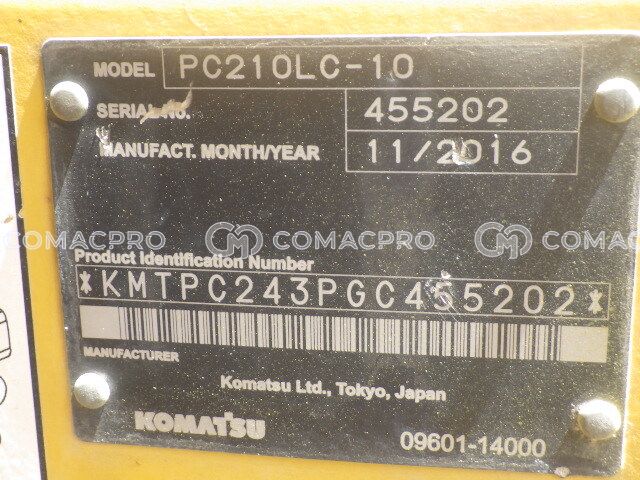 MODEL PC210LC-10
SERIAL No. 455202
MANUFACT. MONTH/YEAR 11/2016
COMACPRO COMACPRO COMACPRO
Product Identification Number
*KMTPC243PGC455202*
MANUFACTURER
Komatsu Ltd., Tokyo, Japan
KOMATSU 09601-14000